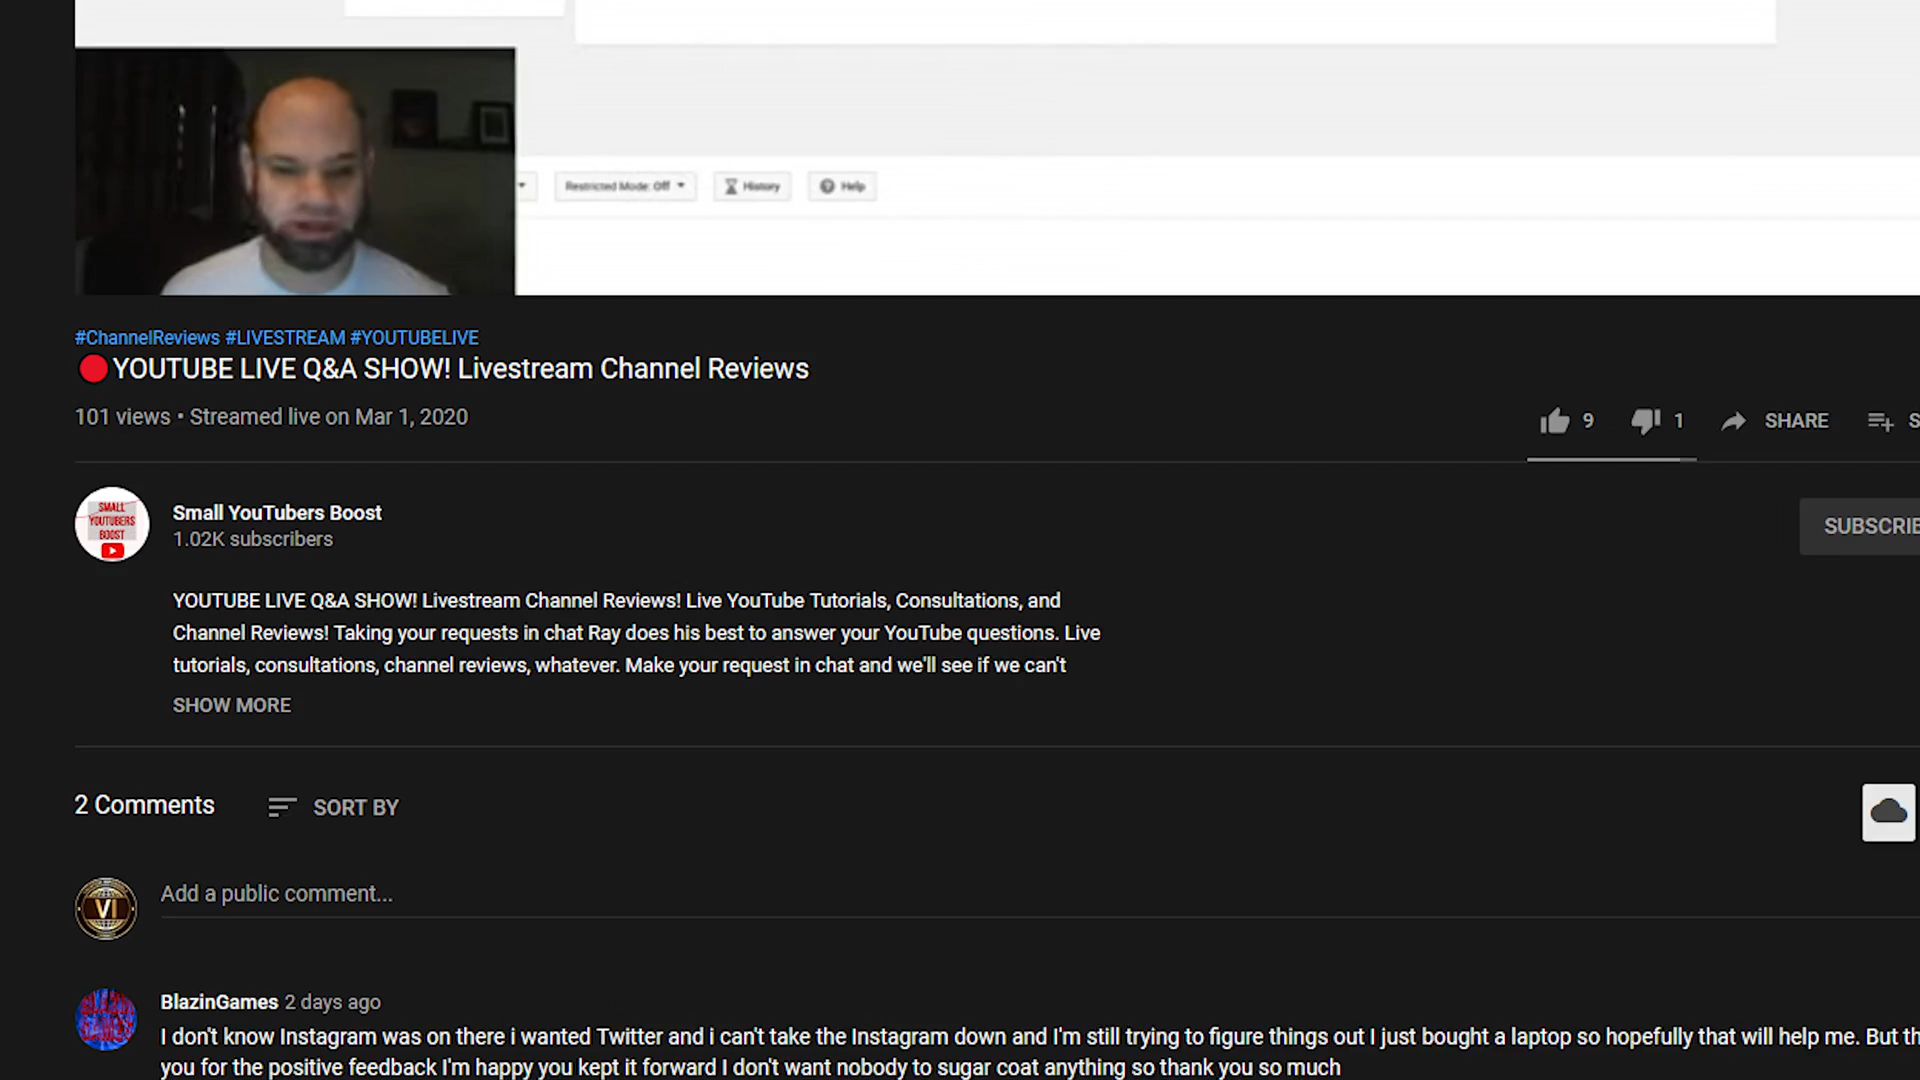 Restricted Mode: Off
History
Help
#ChannelReviews #LIVESTREAM #YOUTUBELIVE
YOUTUBE LIVE Q&A SHOW! Livestream Channel Reviews
101 views • Streamed live on Mar 1, 2020
9
1
SHARE
S
SMALL
YOUTUBERS
BOOST
Small YouTubers Boost
1.02K subscribers
SUBSCRIBE
YOUTUBE LIVE Q&A SHOW! Livestream Channel Reviews! Live YouTube Tutorials, Consultations, and
Channel Reviews! Taking your requests in chat Ray does his best to answer your YouTube questions. Live
tutorials, consultations, channel reviews, whatever. Make your request in chat and we'll see if we can't
SHOW MORE
2 Comments
SORT BY
VI
Add a public comment...
BlazinGames 2 days ago
I don't know Instagram was on there i wanted Twitter and i can't take the Instagram down and I'm still trying to figure things out I just bought a laptop so hopefully that will help me. But th
you for the positive feedback I'm happy you kept it forward I don't want nobody to sugar coat anything so thank you so much